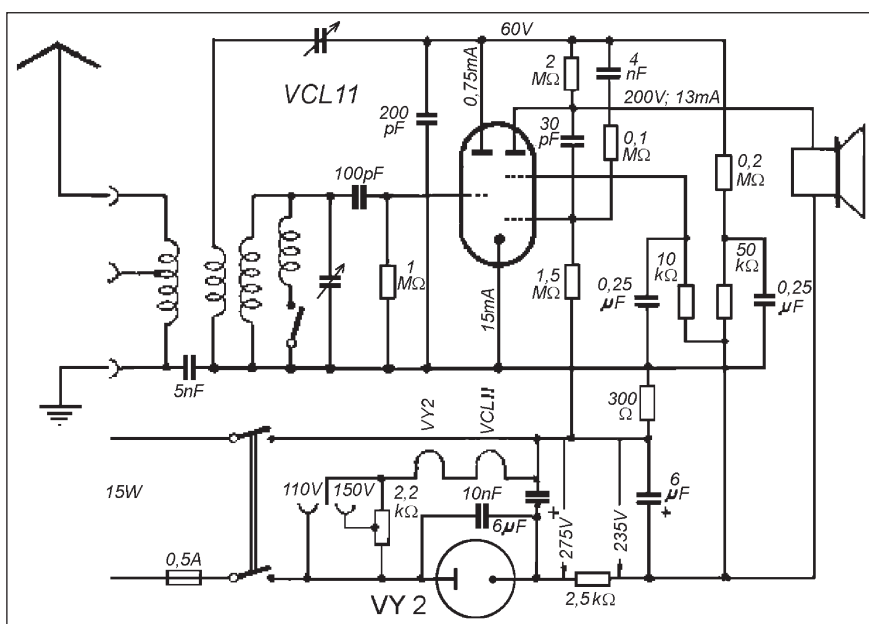 60V
4
nF
VCL11
0,75mA
2
MΩ
200V; 13mA
200
pF
30
pF
0,1
MΩ
0,2
MΩ
100pF
1
MΩ
15mA
1,5
MΩ
0,25
µF
10
kΩ
50
kΩ
0,25
µF
5nF
300
Ω
VY2
VCL11
15W
110V
150V
2,2
kΩ
10nF
6µF
+
275V
235V
6
µF
+
0,5A
VY 2
2,5kΩ